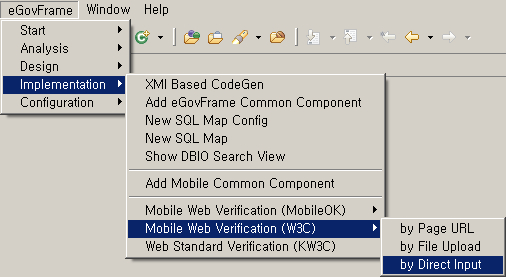 eGovFrame Window Help
Start
Analysis
Design
Implementation
Configuration
XMI Based CodeGen
Add eGovFrame Common Component
New SQL Map Config
New SQL Map
Show DBIO Search View
Add Mobile Common Component
Mobile Web Verification (MobileOK)
Mobile Web Verification (W3C)
Web Standard Verification (KW3C)
by Page URL
by File Upload
by Direct Input